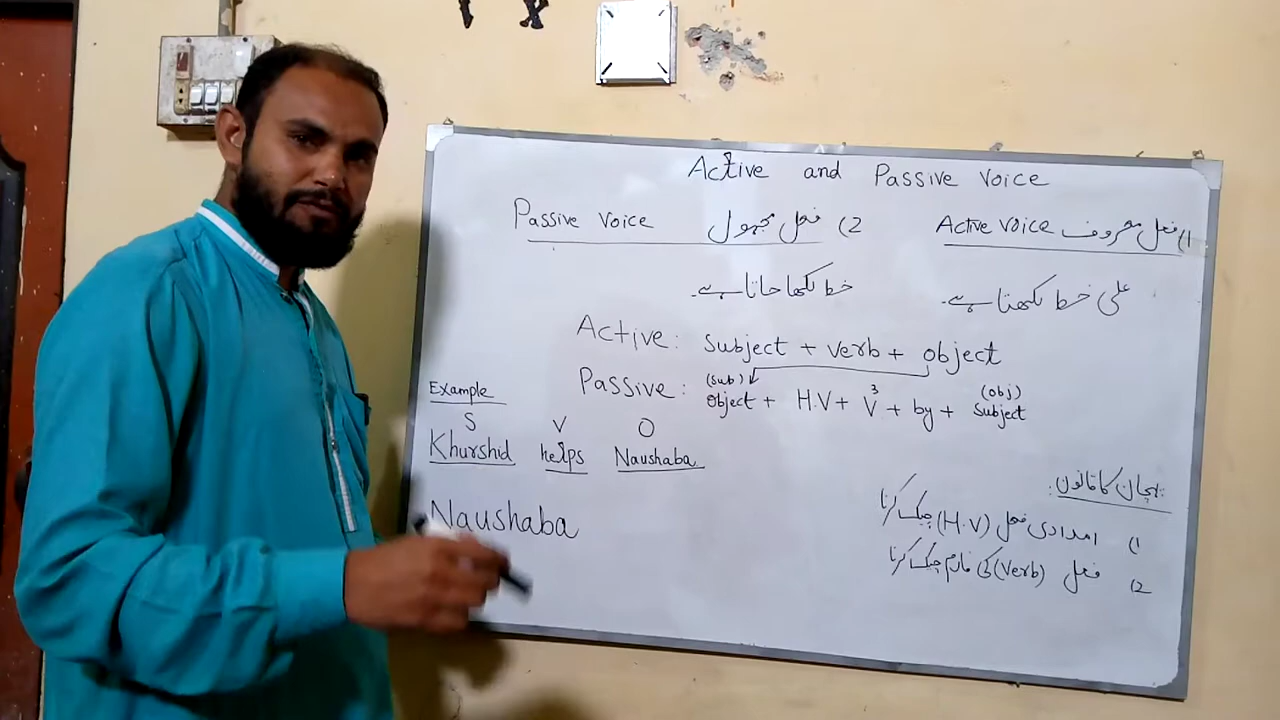 Active and Passive Voice
1) فعل معروف Active Voice
2) فعل مجہول Passive Voice
علی خط لکھتا ہے۔
خط لکھا جاتا ہے۔
Active: Subject + verb + object
Passive: (sub) Object + H.V + V3 + by + (obj) Subject
Example
S V O
Khurshid helps Naushaba
Naushaba
پہچان کا قانون:
1) امدادی فعل (H.V) چیک کرنا
2) فعل (Verb) کی فارم چیک کرنا